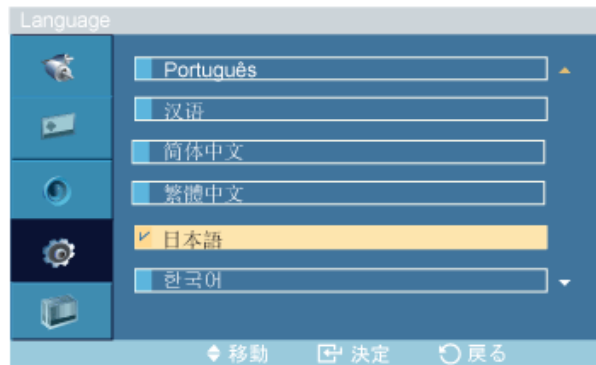 Language
Português
汉语
简体中文
繁體中文
日本語
한국어
移動 決定 戻る